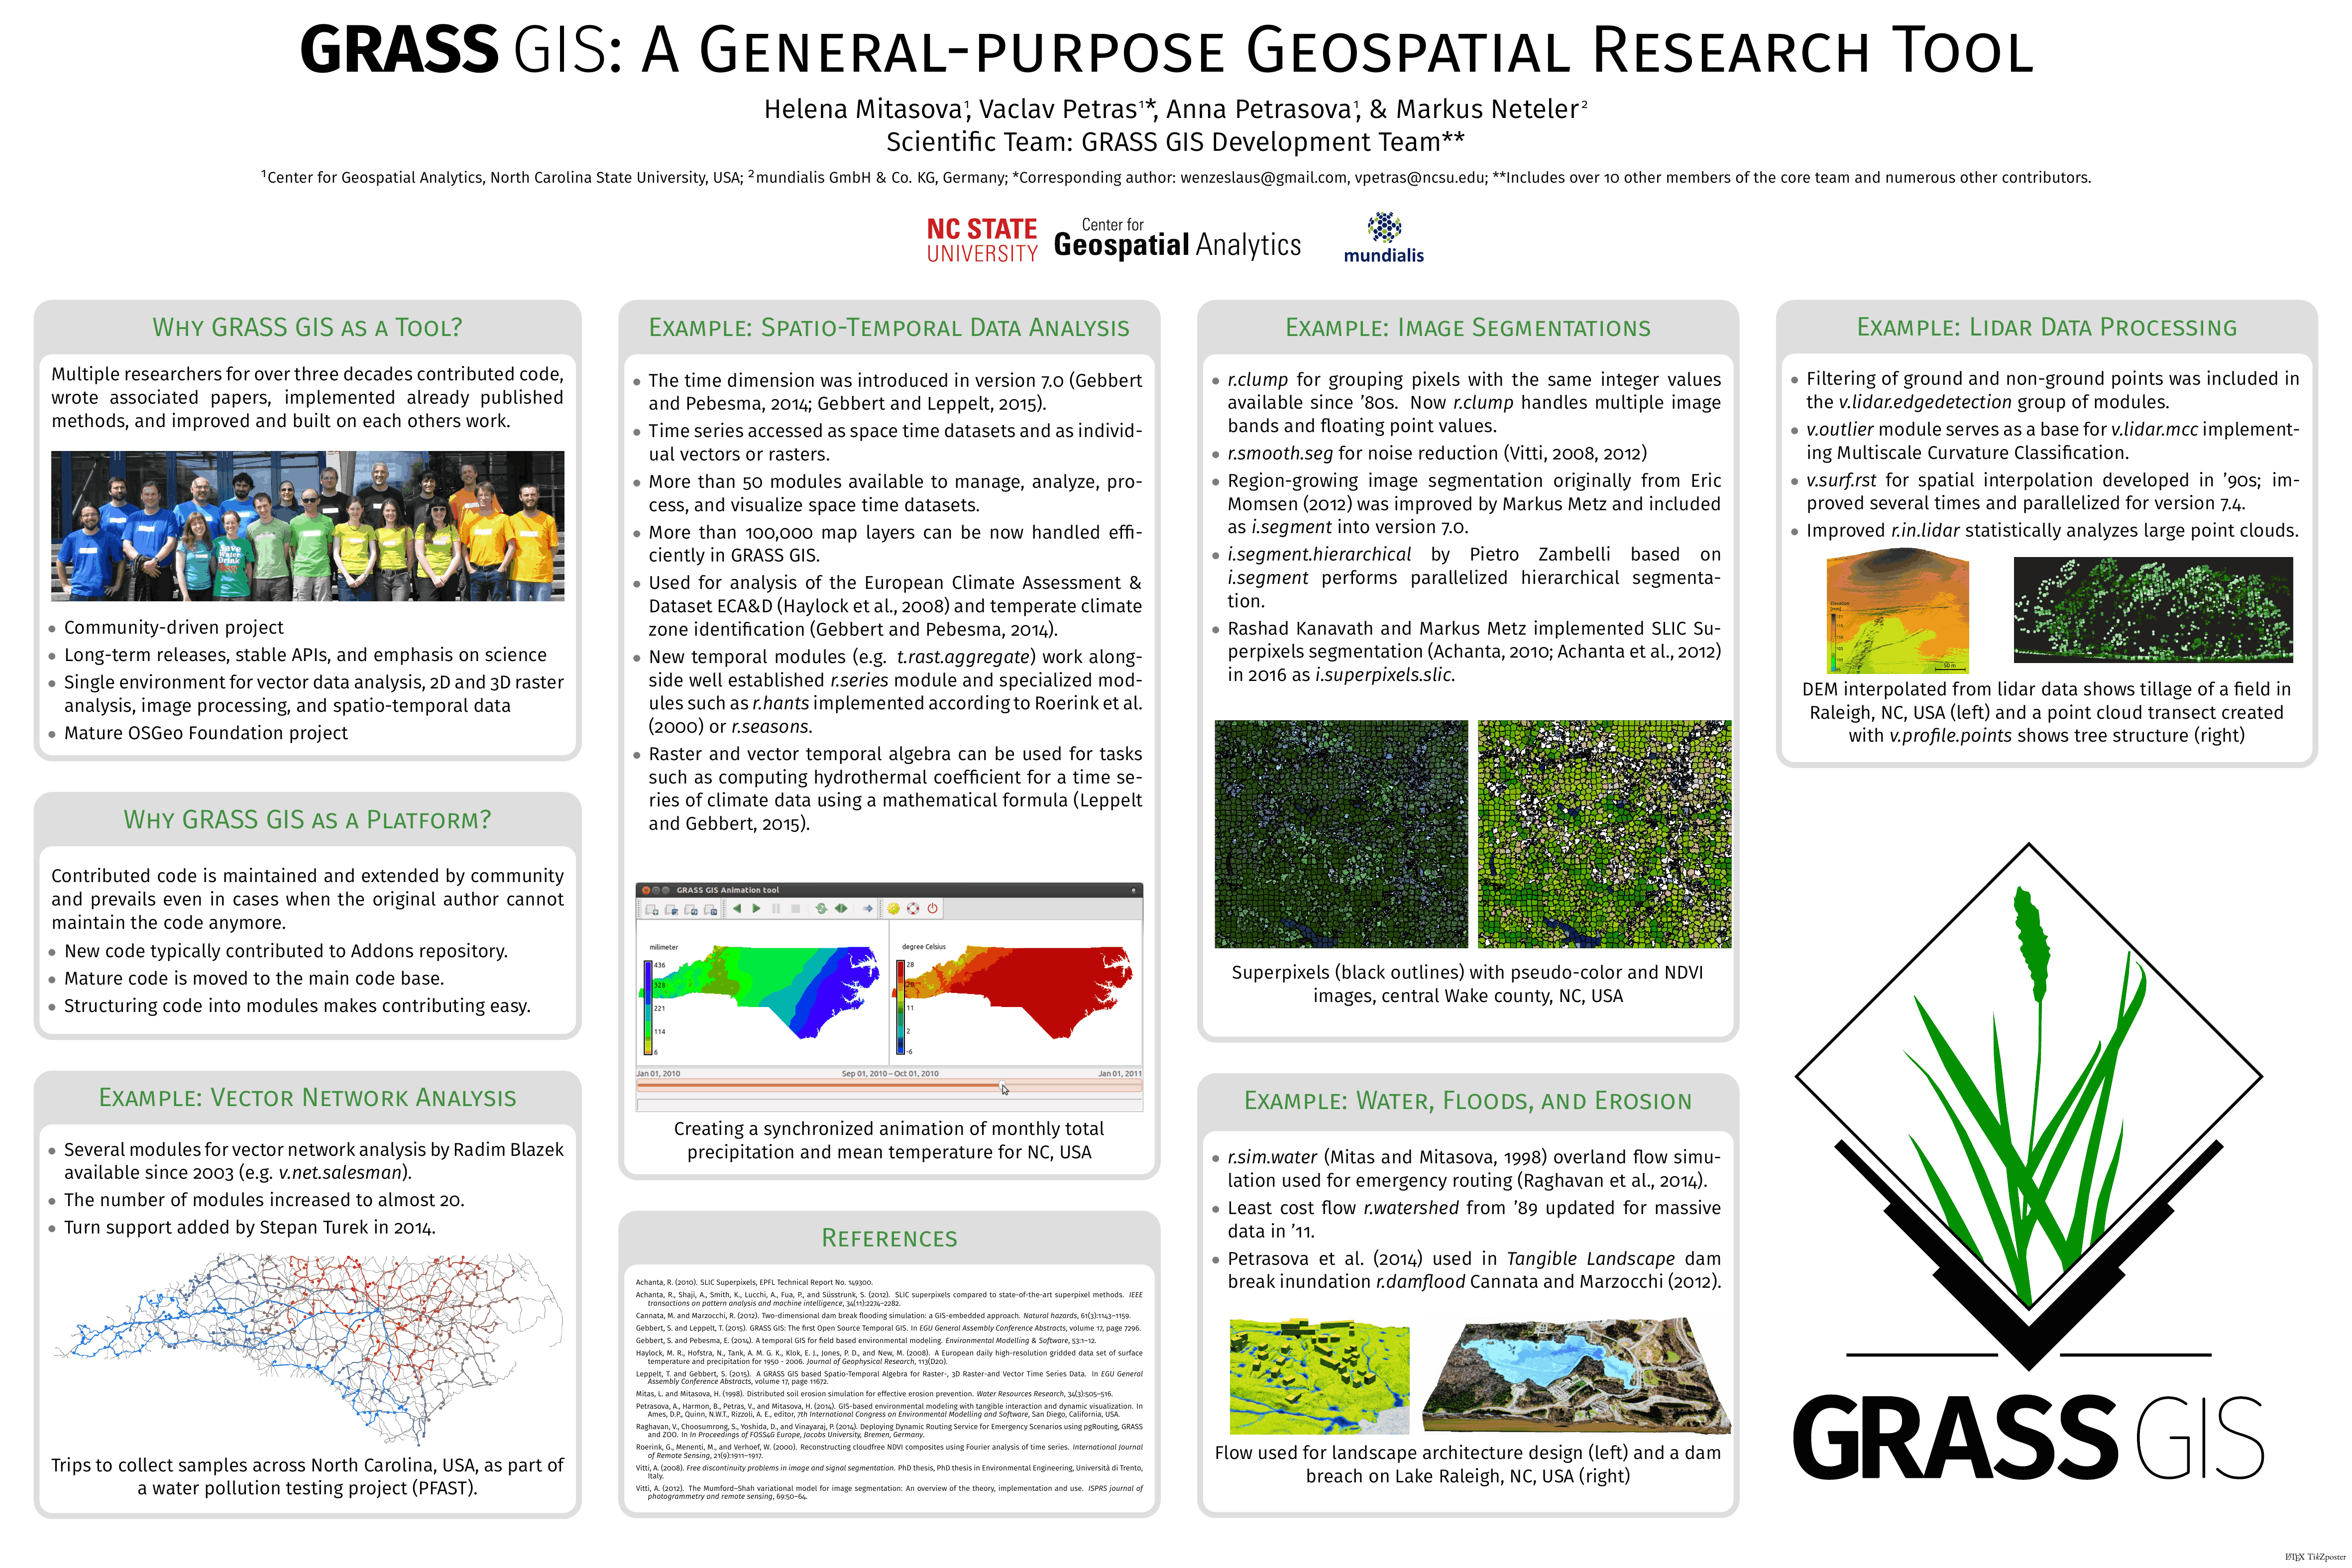 GRASS GIS: A General-purpose Geospatial Research Tool
Helena Mitasova¹, Vaclav Petras¹*, Anna Petrasova¹, & Markus Neteler²
Scientific Team: GRASS GIS Development Team**
¹Center for Geospatial Analytics, North Carolina State University, USA; ²mundialis GmbH & Co. KG, Germany; *Corresponding author: wenzeslaus@gmail.com, vpetras@ncsu.edu; **Includes over 10 other members of the core team and numerous other contributors.
NC STATE UNIVERSITY
Center for Geospatial Analytics
mundialis
Why GRASS GIS as a Tool?
Multiple researchers for over three decades contributed code,
wrote associated papers, implemented already published
methods, and improved and built on each others work.
Save Water Drink
• Community-driven project
• Long-term releases, stable APIs, and emphasis on science
• Single environment for vector data analysis, 2D and 3D raster
analysis, image processing, and spatio-temporal data
• Mature OSGeo Foundation project
Why GRASS GIS as a Platform?
Contributed code is maintained and extended by community
and prevails even in cases when the original author cannot
maintain the code anymore.
• New code typically contributed to Addons repository.
• Mature code is moved to the main code base.
• Structuring code into modules makes contributing easy.
Example: Vector Network Analysis
• Several modules for vector network analysis by Radim Blazek
available since 2003 (e.g. v.net.salesman).
• The number of modules increased to almost 20.
• Turn support added by Stepan Turek in 2014.
Trips to collect samples across North Carolina, USA, as part of
a water pollution testing project (PFAST).
Example: Spatio-Temporal Data Analysis
• The time dimension was introduced in version 7.0 (Gebbert
and Pebesma, 2014; Gebbert and Leppelt, 2015).
• Time series accessed as space time datasets and as individ-
ual vectors or rasters.
• More than 50 modules available to manage, analyze, pro-
cess, and visualize space time datasets.
• More than 100,000 map layers can be now handled effi-
ciently in GRASS GIS.
• Used for analysis of the European Climate Assessment &
Dataset ECA&D (Haylock et al., 2008) and temperate climate
zone identification (Gebbert and Pebesma, 2014).
• New temporal modules (e.g. t.rast.aggregate) work along-
side well established r.series module and specialized mod-
ules such as r.hants implemented according to Roerink et al.
(2000) or r.seasons.
• Raster and vector temporal algebra can be used for tasks
such as computing hydrothermal coefficient for a time se-
ries of climate data using a mathematical formula (Leppelt
and Gebbert, 2015).
GRASS GIS Animation tool
milimeter
436
328
221
114
6
degree Celsius
28
20
11
2
-6
Jan 01, 2010
Sep 01, 2010 – Oct 01, 2010
Jan 01, 2011
Creating a synchronized animation of monthly total
precipitation and mean temperature for NC, USA
References
Achanta, R. (2010). SLIC Superpixels, EPFL Technical Report No. 149300.
Achanta, R., Shaji, A., Smith, K., Lucchi, A., Fua, P., and Süsstrunk, S. (2012). SLIC superpixels compared to state-of-the-art superpixel methods. IEEE
transactions on pattern analysis and machine intelligence, 34(11):2274–2282.
Cannata, M. and Marzocchi, R. (2012). Two-dimensional dam break flooding simulation: a GIS-embedded approach. Natural hazards, 61(3):1143–1159.
Gebbert, S. and Leppelt, T. (2015). GRASS GIS: The first Open Source Temporal GIS. In EGU General Assembly Conference Abstracts, volume 17, page 7296.
Gebbert, S. and Pebesma, E. (2014). A temporal GIS for field based environmental modeling. Environmental Modelling & Software, 53:1–12.
Haylock, M. R., Hofstra, N., Tank, A. M. G. K., Klok, E. J., Jones, P. D., and New, M. (2008). A European daily high-resolution gridded data set of surface
temperature and precipitation for 1950 - 2006. Journal of Geophysical Research, 113(D20).
Leppelt, T. and Gebbert, S. (2015). A GRASS GIS based Spatio-Temporal Algebra for Raster-, 3D Raster-and Vector Time Series Data. In EGU General
Assembly Conference Abstracts, volume 17, page 11672.
Mitas, L. and Mitasova, H. (1998). Distributed soil erosion simulation for effective erosion prevention. Water Resources Research, 34(3):505–516.
Petrasova, A., Harmon, B., Petras, V., and Mitasova, H. (2014). GIS-based environmental modeling with tangible interaction and dynamic visualization. In
Ames, D.P., Quinn, N.W.T., Rizzoli, A. E., editor, 7th International Congress on Environmental Modelling and Software, San Diego, California, USA.
Raghavan, V., Choosumrong, S., Yoshida, D., and Vinayaraj, P. (2014). Deploying Dynamic Routing Service for Emergency Scenarios using pgRouting, GRASS
and ZOO. In In Proceedings of FOSS4G Europe, Jacobs University, Bremen, Germany.
Roerink, G., Menenti, M., and Verhoef, W. (2000). Reconstructing cloudfree NDVI composites using Fourier analysis of time series. International Journal
of Remote Sensing, 21(9):1911–1917.
Vitti, A. (2008). Free discontinuity problems in image and signal segmentation. PhD thesis, PhD thesis in Environmental Engineering, Università di Trento,
Italy.
Vitti, A. (2012). The Mumford–Shah variational model for image segmentation: An overview of the theory, implementation and use. ISPRS journal of
photogrammetry and remote sensing, 69:50–64.
Example: Image Segmentations
• r.clump for grouping pixels with the same integer values
available since ’80s. Now r.clump handles multiple image
bands and floating point values.
• r.smooth.seg for noise reduction (Vitti, 2008, 2012)
• Region-growing image segmentation originally from Eric
Momsen (2012) was improved by Markus Metz and included
as i.segment into version 7.0.
• i.segment.hierarchical by Pietro Zambelli based on
i.segment performs parallelized hierarchical segmenta-
tion.
• Rashad Kanavath and Markus Metz implemented SLIC Su-
perpixels segmentation (Achanta, 2010; Achanta et al., 2012)
in 2016 as i.superpixels.slic.
Superpixels (black outlines) with pseudo-color and NDVI
images, central Wake county, NC, USA
Example: Water, Floods, and Erosion
• r.sim.water (Mitas and Mitasova, 1998) overland flow simu-
lation used for emergency routing (Raghavan et al., 2014).
• Least cost flow r.watershed from ’89 updated for massive
data in ’11.
• Petrasova et al. (2014) used in Tangible Landscape dam
break inundation r.damflood Cannata and Marzocchi (2012).
Flow used for landscape architecture design (left) and a dam
breach on Lake Raleigh, NC, USA (right)
Example: Lidar Data Processing
• Filtering of ground and non-ground points was included in
the v.lidar.edgedetection group of modules.
• v.outlier module serves as a base for v.lidar.mcc implement-
ing Multiscale Curvature Classification.
• v.surf.rst for spatial interpolation developed in ’90s; im-
proved several times and parallelized for version 7.4.
• Improved r.in.lidar statistically analyzes large point clouds.
Elevation
50 m
DEM interpolated from lidar data shows tillage of a field in
Raleigh, NC, USA (left) and a point cloud transect created
with v.profile.points shows tree structure (right)
GRASS GIS
LATEX TikZposter